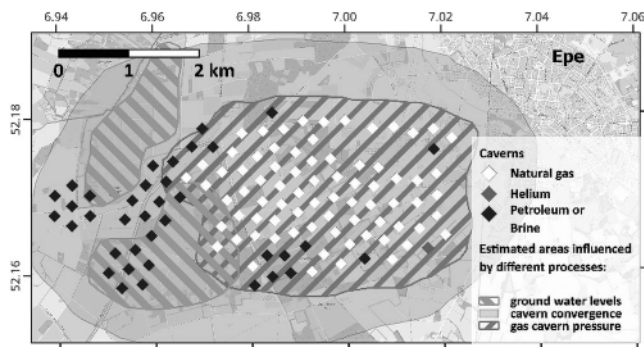 6.94 6.96 6.98 7.00 7.02 7.04 7.06
0 1 2 km
Epe
52.18
52.16
Caverns
Natural gas
Helium
Petroleum or
Brine
Estimated areas influenced
by different processes:
ground water levels
cavern convergence
gas cavern pressure